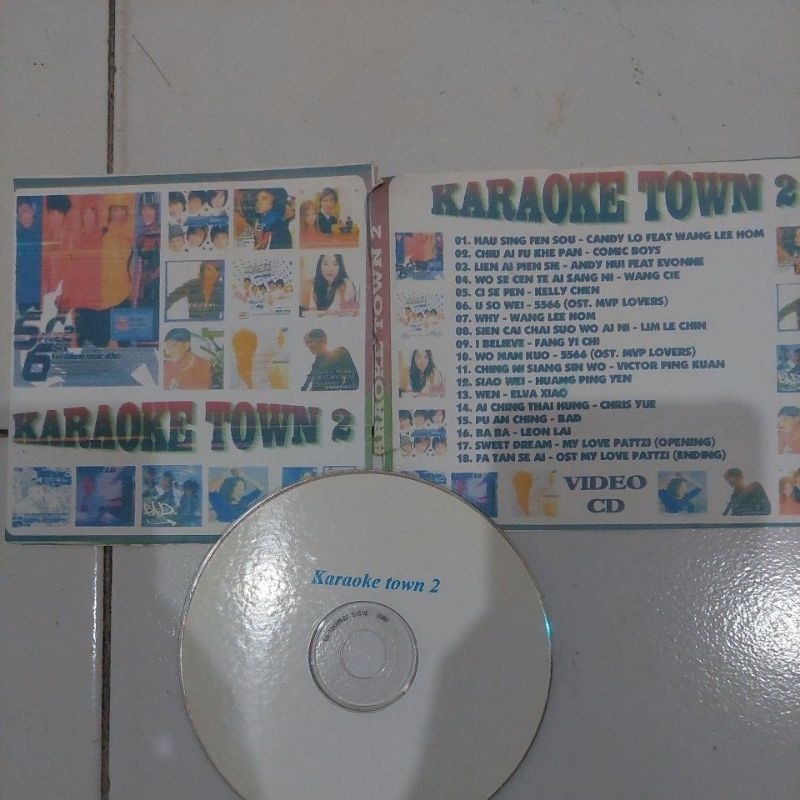 5566
Fan album music video
KARAOKE TOWN 2
BAD
KARAOKE TOWN 2
KARAOKE TOWN 2
01. HAU SING FEN SOU - CANDY LO FEAT WANG LEE HOM
02. CHIU AI FU KHE PAN - COMIC BOYS
03. LIEN AI PIEN SIE - ANDY HUI FEAT EVONNE
04. WO SE CEN TE AI SANG NI - WANG CIE
05. CI SE PEN - KELLY CHEN
06. U SO WEI - 5566 (OST. MVP LOVERS)
07. WHY - WANG LEE HOM
08. SIEN CAI CHAI SUO WO AI NI - LIM LE CHIN
09. I BELIEVE - FANG YI CHI
10. WO NAN KUO - 5566 (OST. MVP LOVERS)
11. CHING NI SIANG SIN WO - VICTOR PING KUAN
12. SIAO WEI - HUANG PING YEN
13. WEN - ELVA XIAO
14. AI CHING THAI HUNG - CHRIS YUE
15. PU AN CHING - BAD
16. BA BA - LEON LAI
17. SWEET DREAM - MY LOVE PATTZI (OPENING)
18. PA TAN SE AI - OST MY LOVE PATTZI (ENDING)
VIDEO
CD
Karaoke town 2